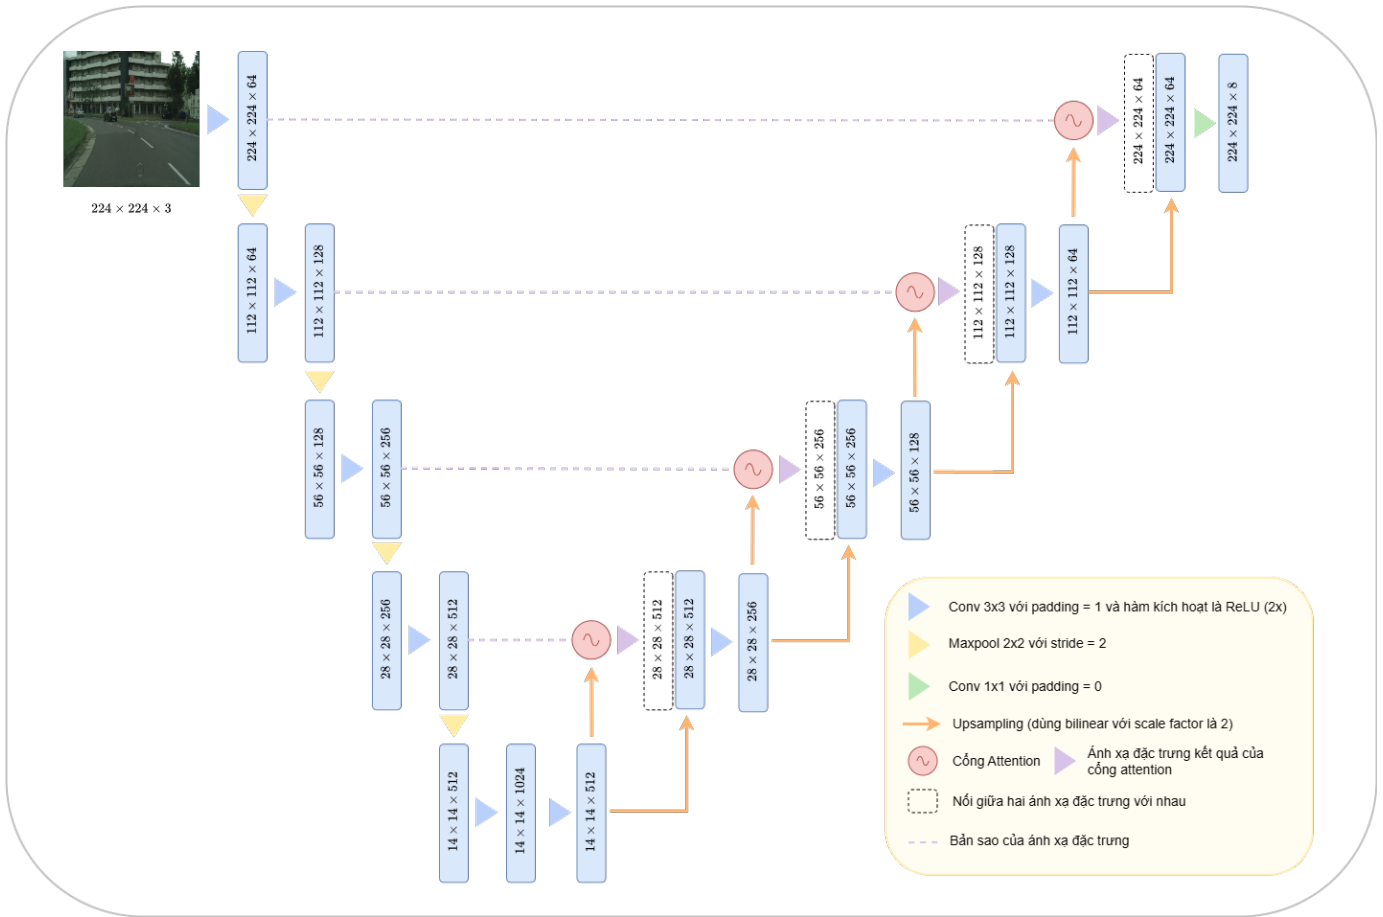 224 × 224 × 3
224 × 224 × 64
224 × 224 × 64
224 × 224 × 64
224 × 224 × 8
112 × 112 × 64
112 × 112 × 128
112 × 112 × 128
112 × 112 × 128
112 × 112 × 64
56 × 56 × 128
56 × 56 × 256
56 × 56 × 256
56 × 56 × 256
56 × 56 × 128
28 × 28 × 256
28 × 28 × 512
28 × 28 × 512
28 × 28 × 512
28 × 28 × 256
14 × 14 × 512
14 × 14 × 1024
14 × 14 × 512
Conv 3x3 với padding = 1 và hàm kích hoạt là ReLU (2x)
Maxpool 2x2 với stride = 2
Conv 1x1 với padding = 0
Upsampling (dùng bilinear với scale factor là 2)
Cổng Attention
Ánh xạ đặc trưng kết quả của
cổng attention
Nối giữa hai ánh xạ đặc trưng với nhau
Bản sao của ánh xạ đặc trưng